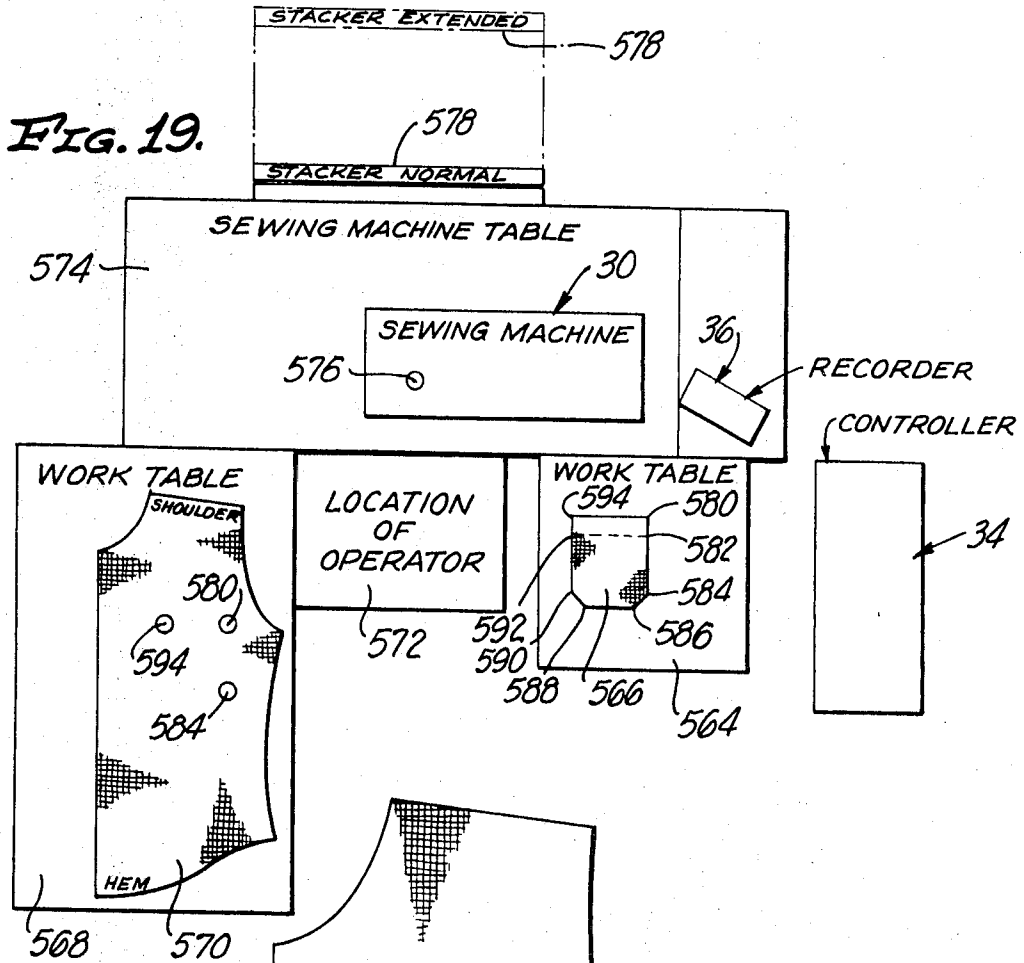 STACKER EXTENDED
578
FIG. 19.
578
STACKER NORMAL
SEWING MACHINE TABLE
574
30
SEWING MACHINE
36
576
RECORDER
CONTROLLER
WORK TABLE
SHOULDER
LOCATION
OF
OPERATOR
WORK TABLE
594
580
582
34
580
584
592
586
572
590
594
588
566
564
584
HEM
568
570